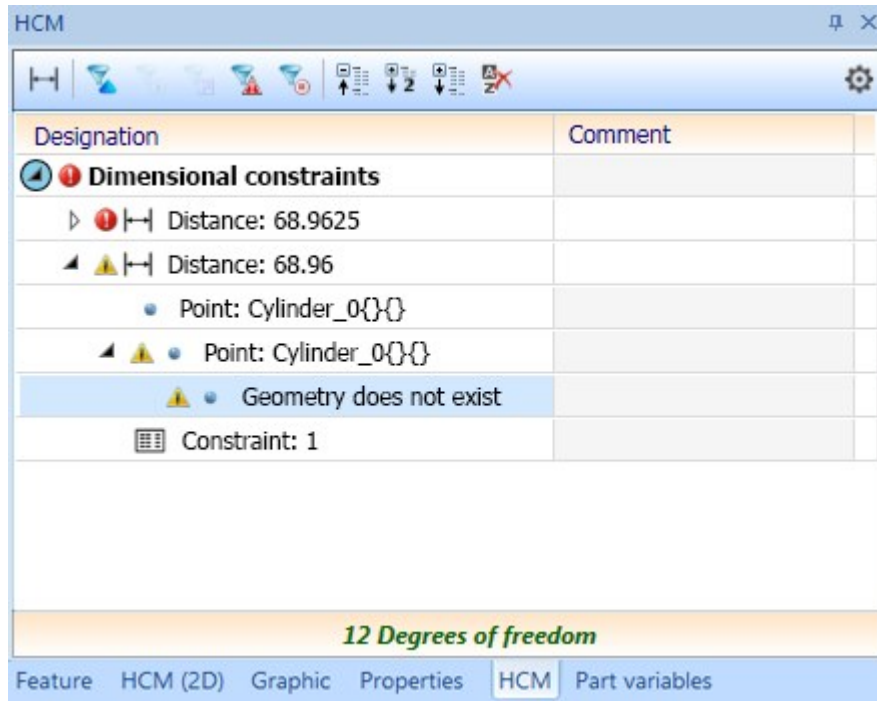 HCM
Designation Comment
Dimensional constraints
Distance: 68.9625
Distance: 68.96
Point: Cylinder_0{}{}
Point: Cylinder_0{}{}
Geometry does not exist
Constraint: 1
12 Degrees of freedom
Feature HCM (2D) Graphic Properties HCM Part variables